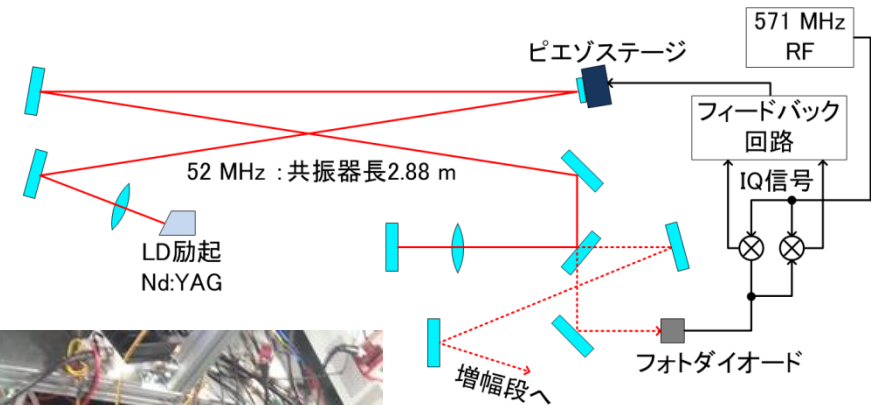 571 MHz
RF
ピエゾステージ
フィードバック
回路
52 MHz : 共振器長2.88 m
IQ信号
LD励起
Nd:YAG
フォトダイオード
増幅段へ